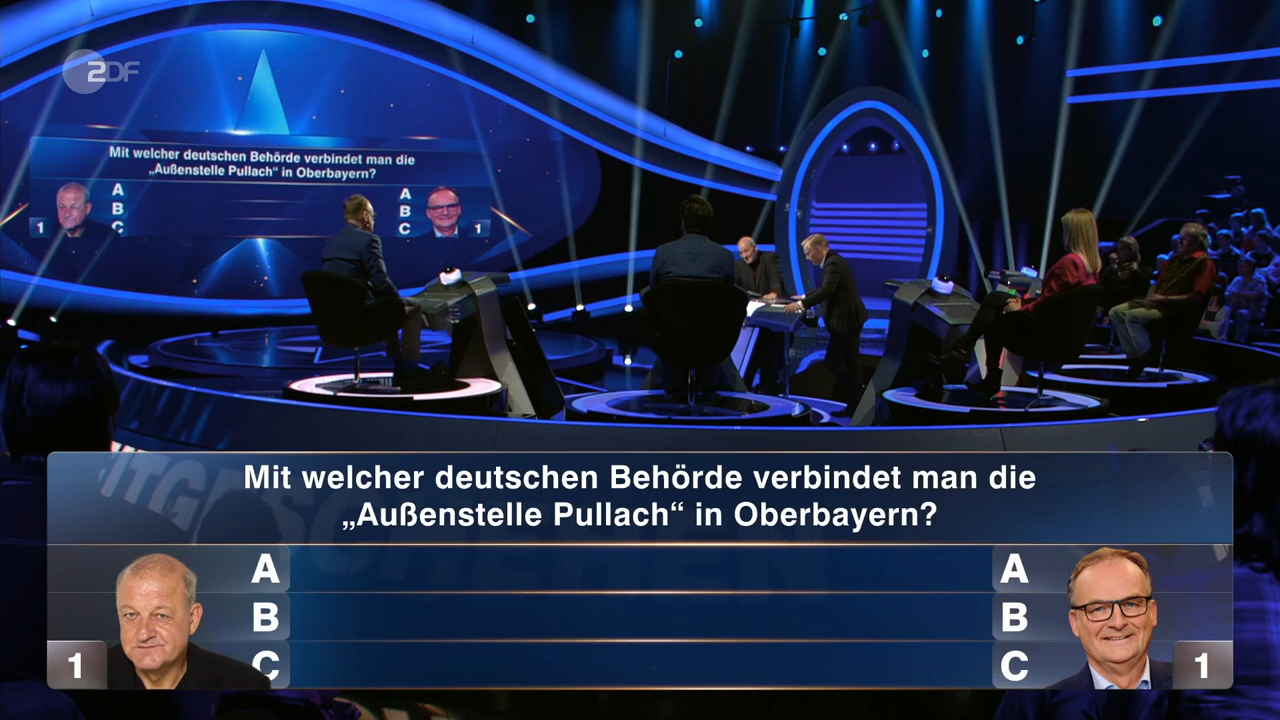 ZDF
Mit welcher deutschen Behörde verbindet man die
„Außenstelle Pullach“ in Oberbayern?
A
B
C
1
A
B
C
1
Mit welcher deutschen Behörde verbindet man die
„Außenstelle Pullach“ in Oberbayern?
A
B
C
1
A
B
C
1